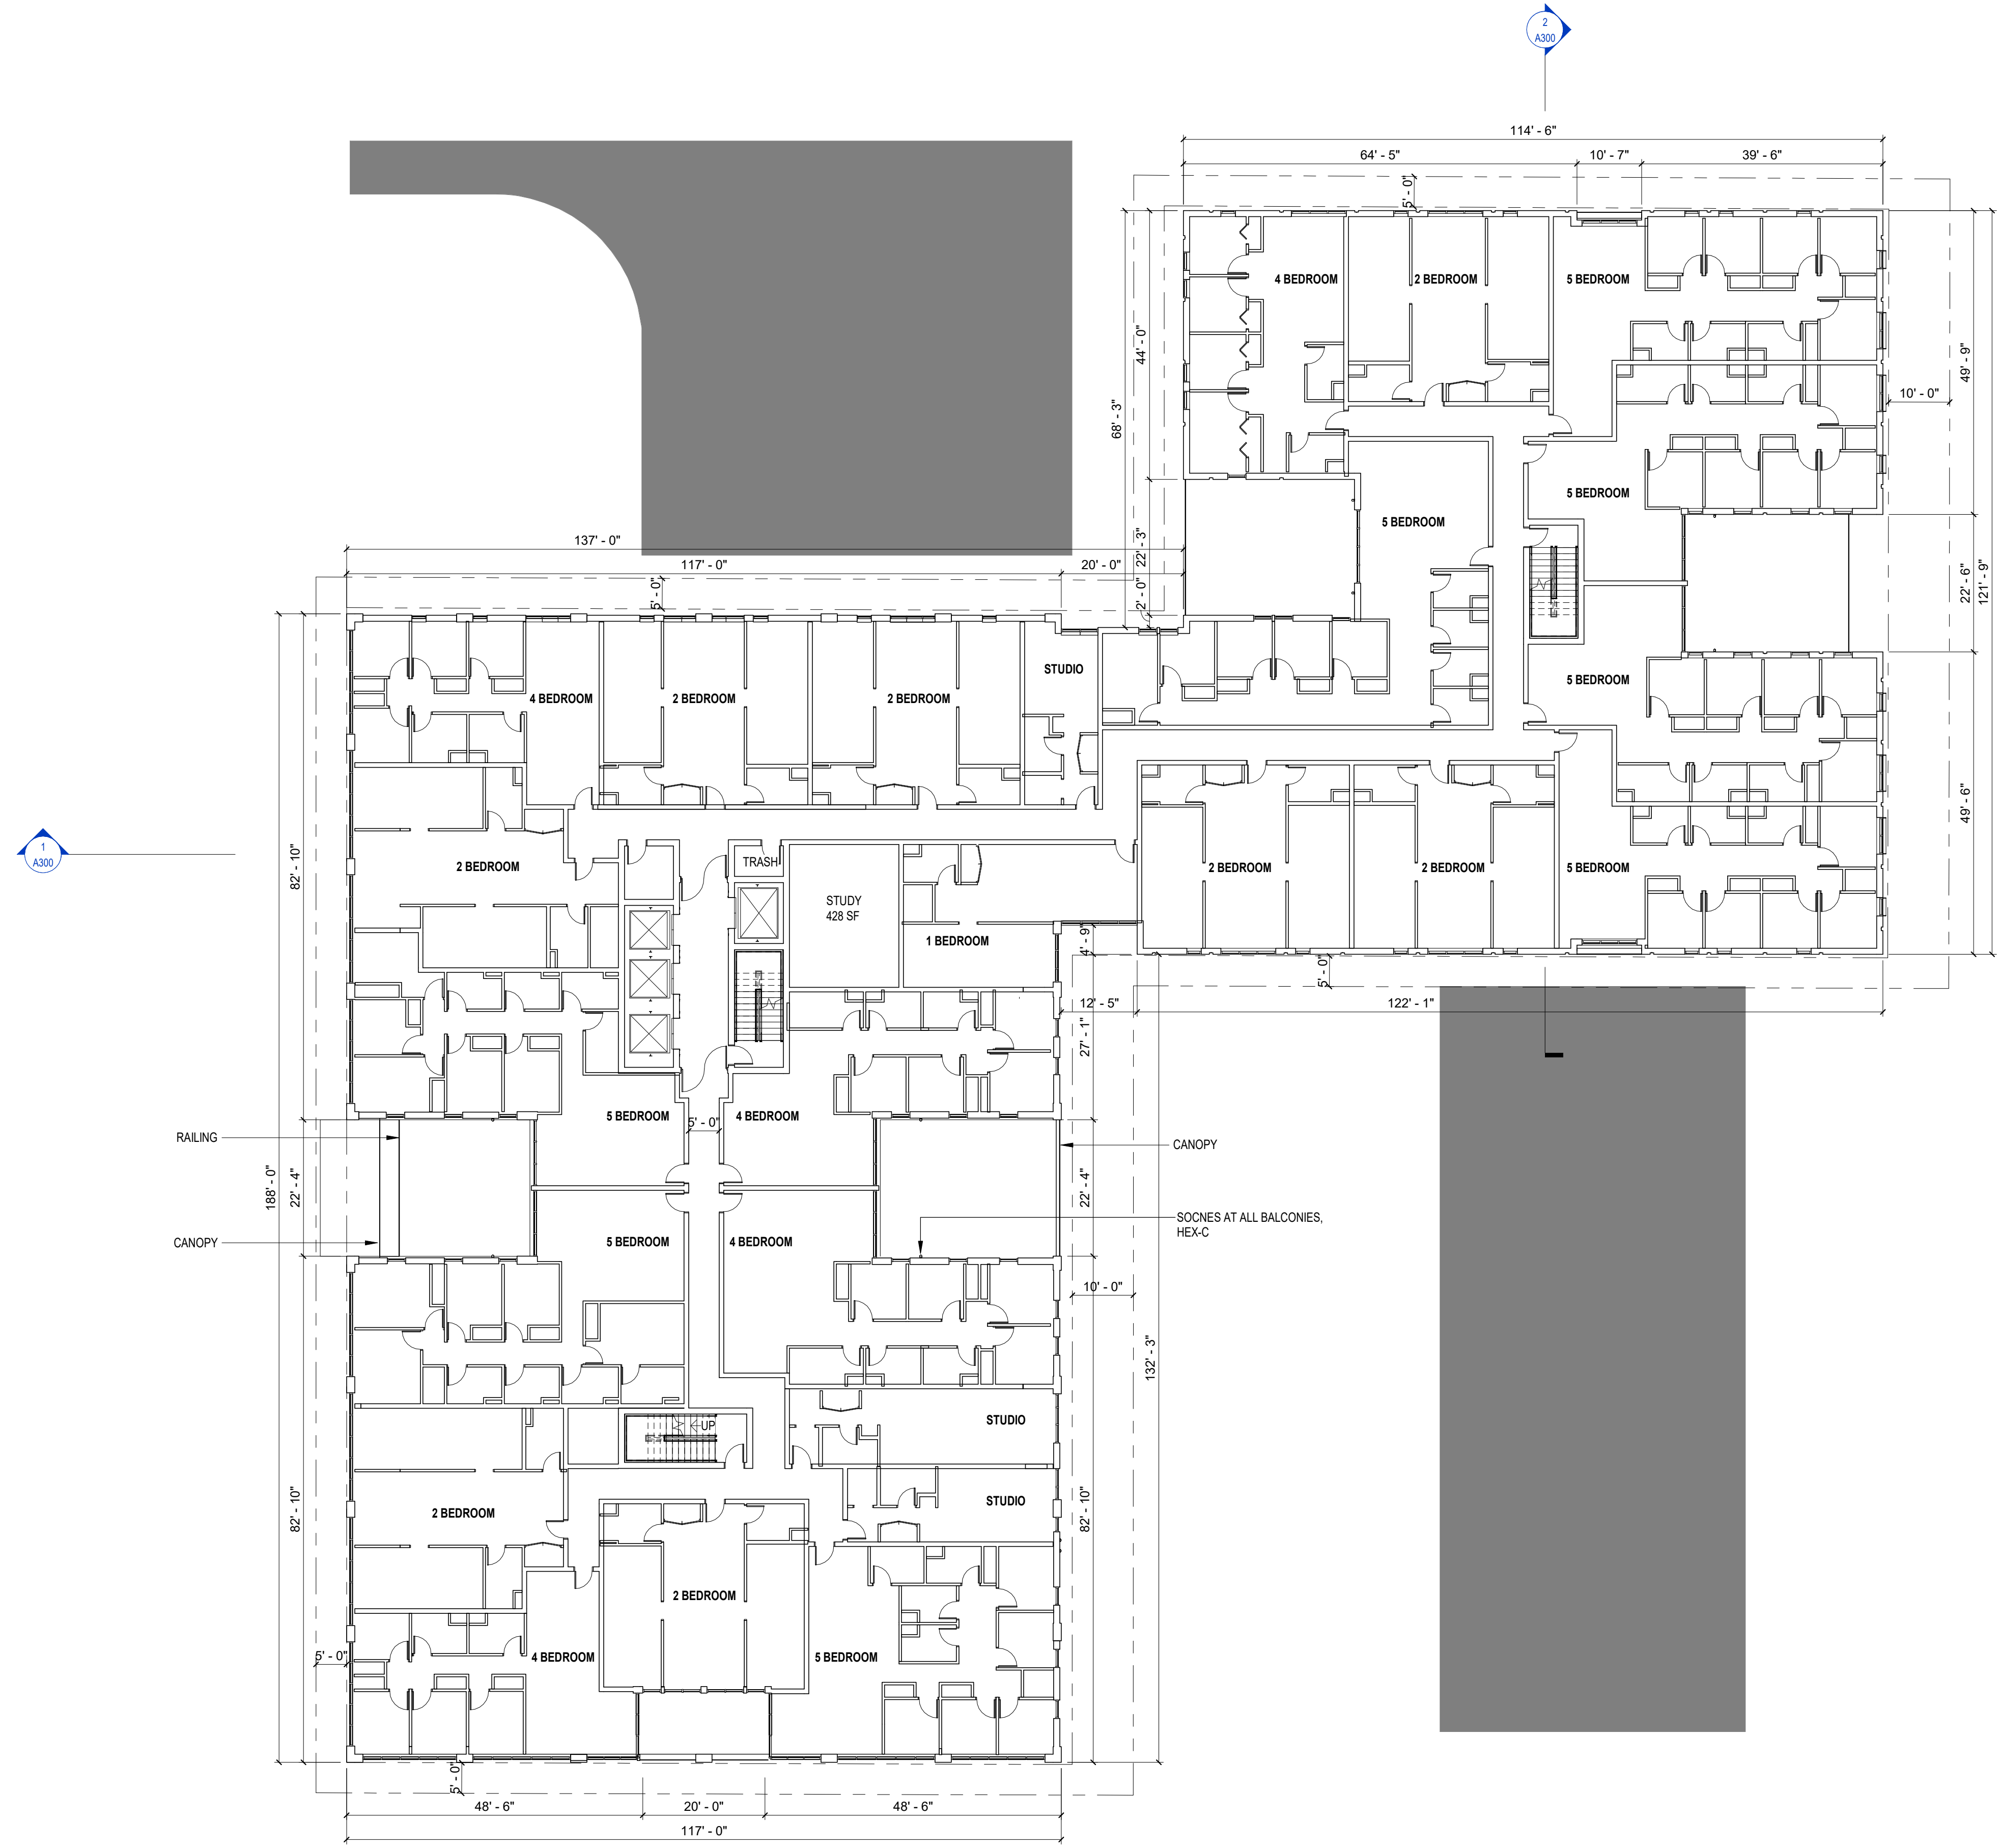 2
A300
114' - 6"
64' - 5"
10' - 7"
39' - 6"
5' - 0"
4 BEDROOM
2 BEDROOM
5 BEDROOM
44' - 0"
68' - 3"
49' - 9"
10' - 0"
5 BEDROOM
5 BEDROOM
137' - 0"
22' - 3"
117' - 0"
20' - 0"
5' - 0"
2' - 0"
22' - 6"
121' - 9"
STUDIO
5 BEDROOM
4 BEDROOM
2 BEDROOM
2 BEDROOM
49' - 6"
1
A300
82' - 10"
2 BEDROOM
TRASH
2 BEDROOM
2 BEDROOM
5 BEDROOM
STUDY
428 SF
1 BEDROOM
4' - 9"
5' - 0"
12' - 5"
122' - 1"
27' - 1"
5 BEDROOM
4 BEDROOM
5' - 0"
RAILING
CANOPY
188' - 0"
22' - 4"
22' - 4"
SOCNES AT ALL BALCONIES,
HEX-C
CANOPY
5 BEDROOM
4 BEDROOM
10' - 0"
132' - 3"
STUDIO
UP
STUDIO
82' - 10"
82' - 10"
2 BEDROOM
2 BEDROOM
5' - 0"
4 BEDROOM
5 BEDROOM
5' - 0"
48' - 6"
20' - 0"
48' - 6"
117' - 0"